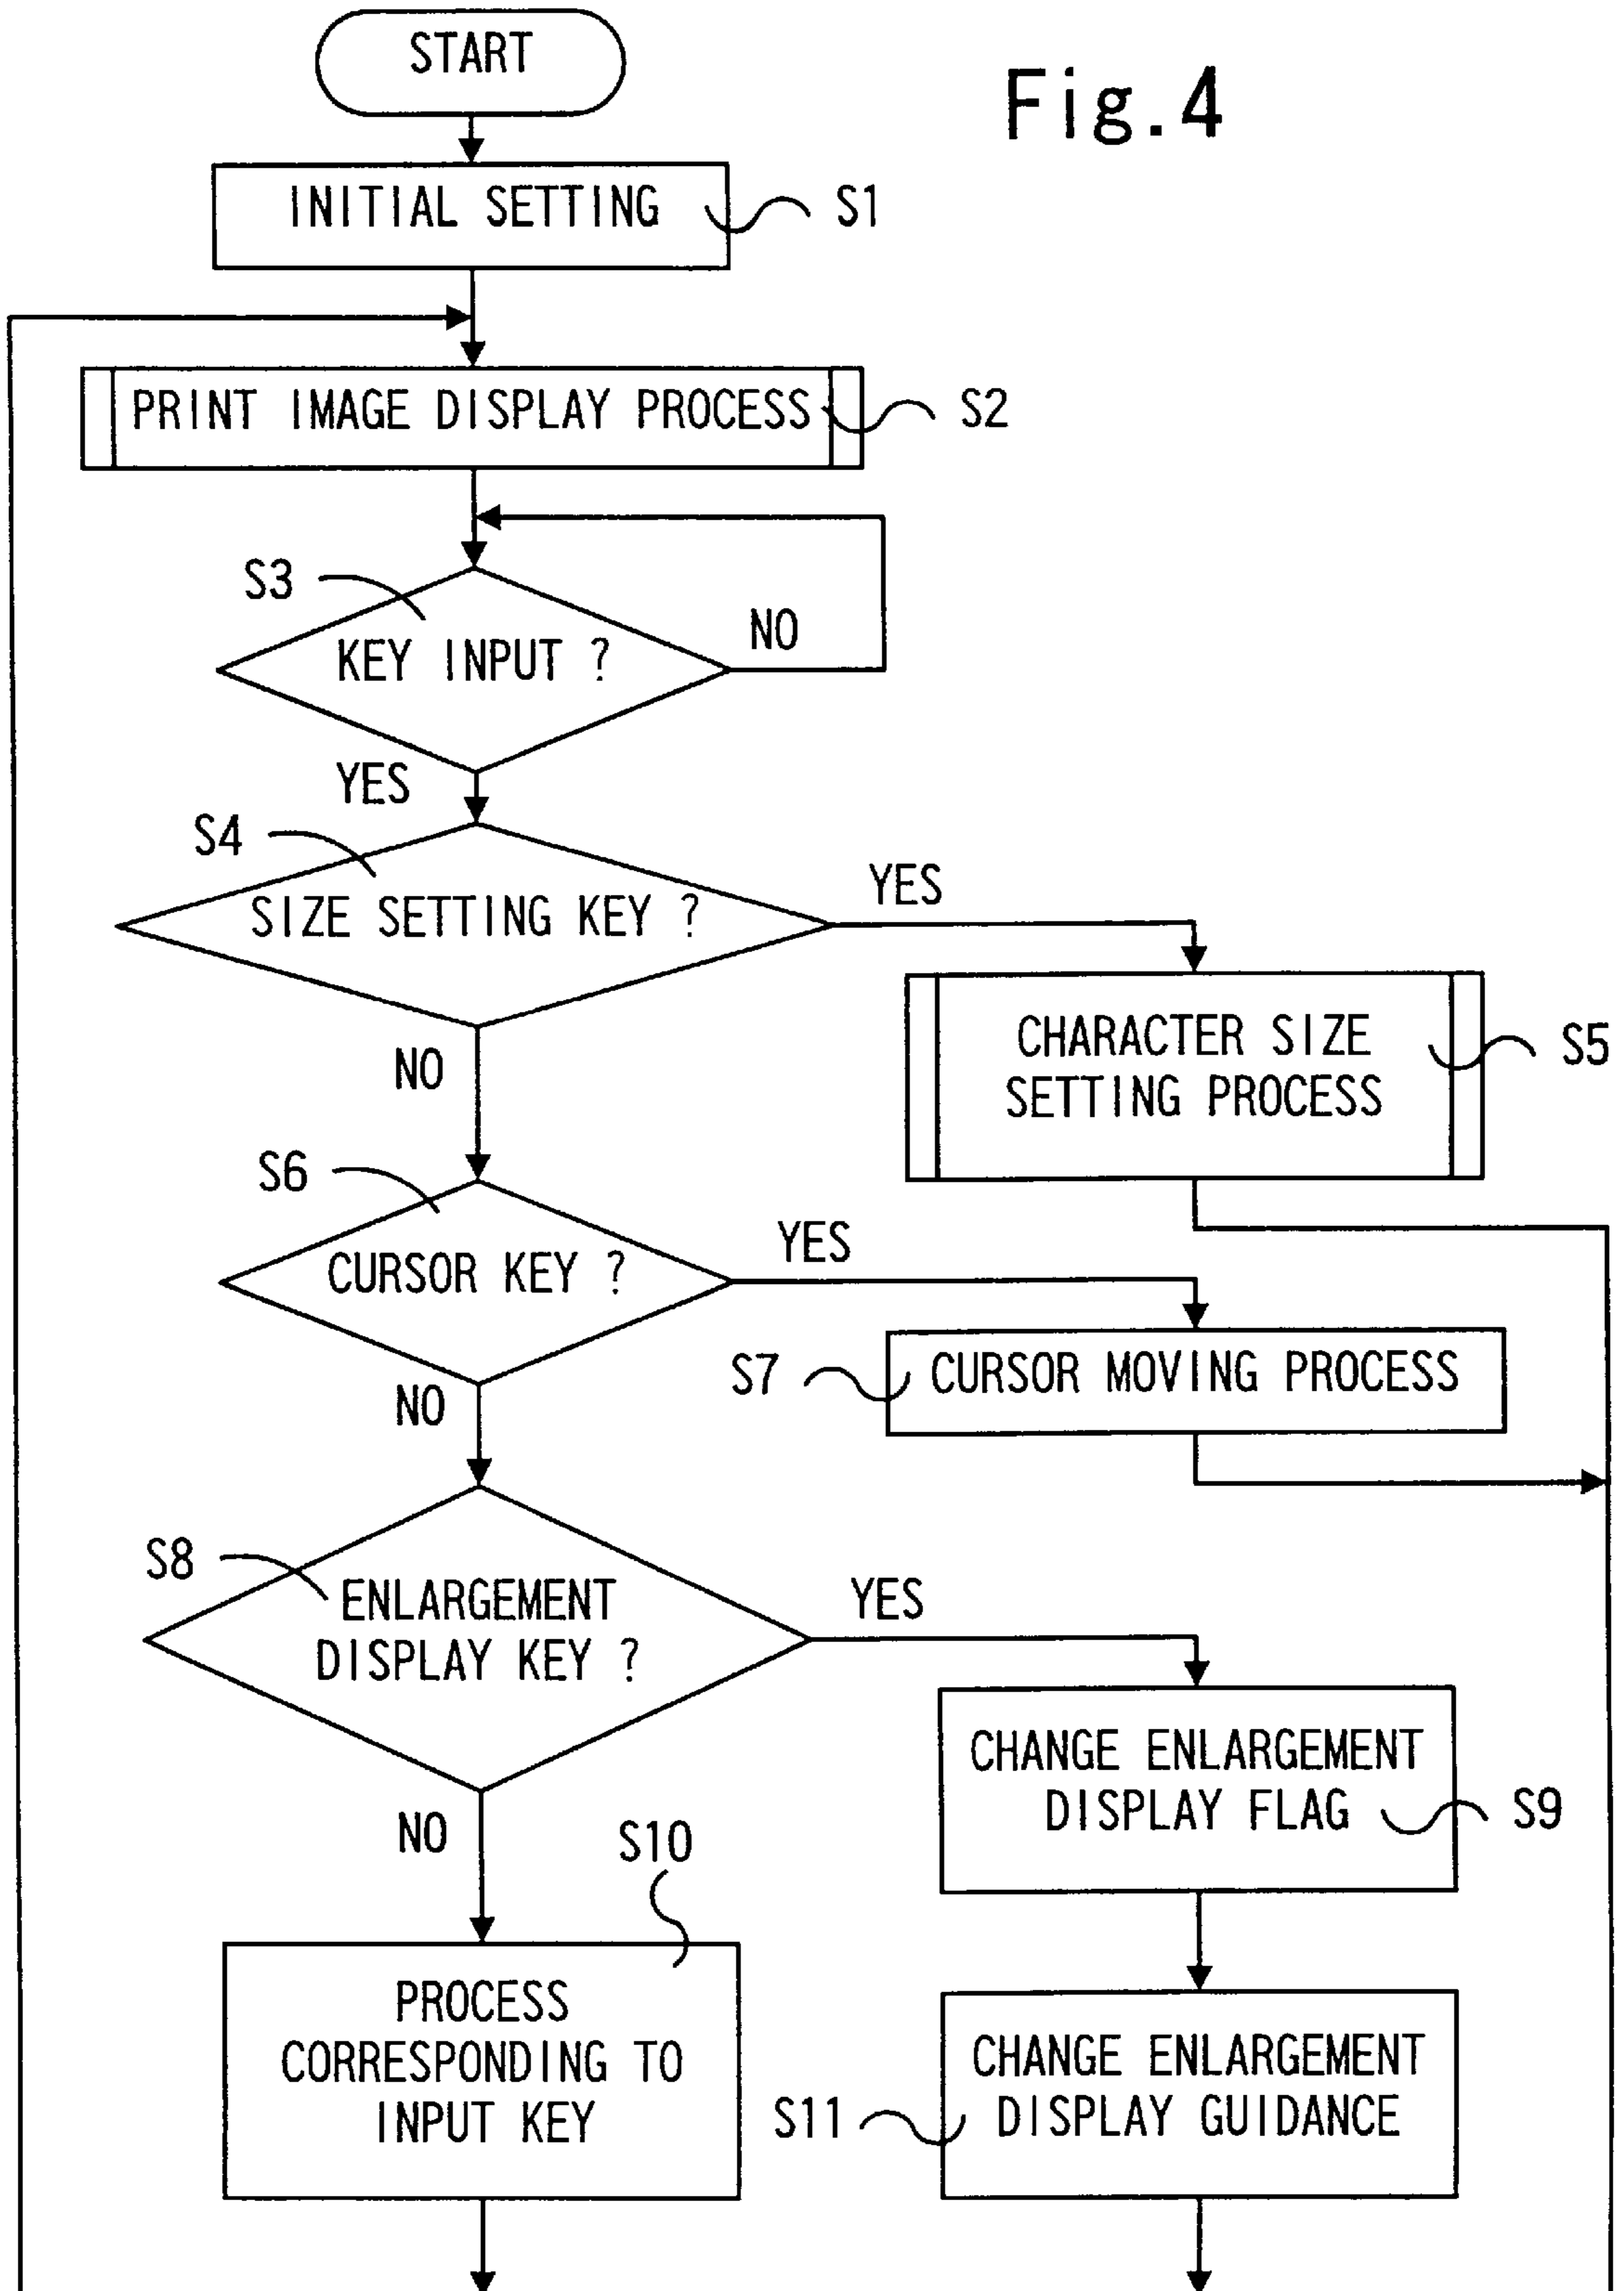 START
Fig.4
INITIAL SETTING
S1
PRINT IMAGE DISPLAY PROCESS
S2
S3
KEY INPUT ?
NO
YES
S4
SIZE SETTING KEY ?
YES
NO
CHARACTER SIZE
SETTING PROCESS
S5
S6
CURSOR KEY ?
YES
NO
S7
CURSOR MOVING PROCESS
S8
ENLARGEMENT
DISPLAY KEY ?
YES
NO
CHANGE ENLARGEMENT
DISPLAY FLAG
S9
S10
PROCESS
CORRESPONDING TO
INPUT KEY
CHANGE ENLARGEMENT
DISPLAY GUIDANCE
S11